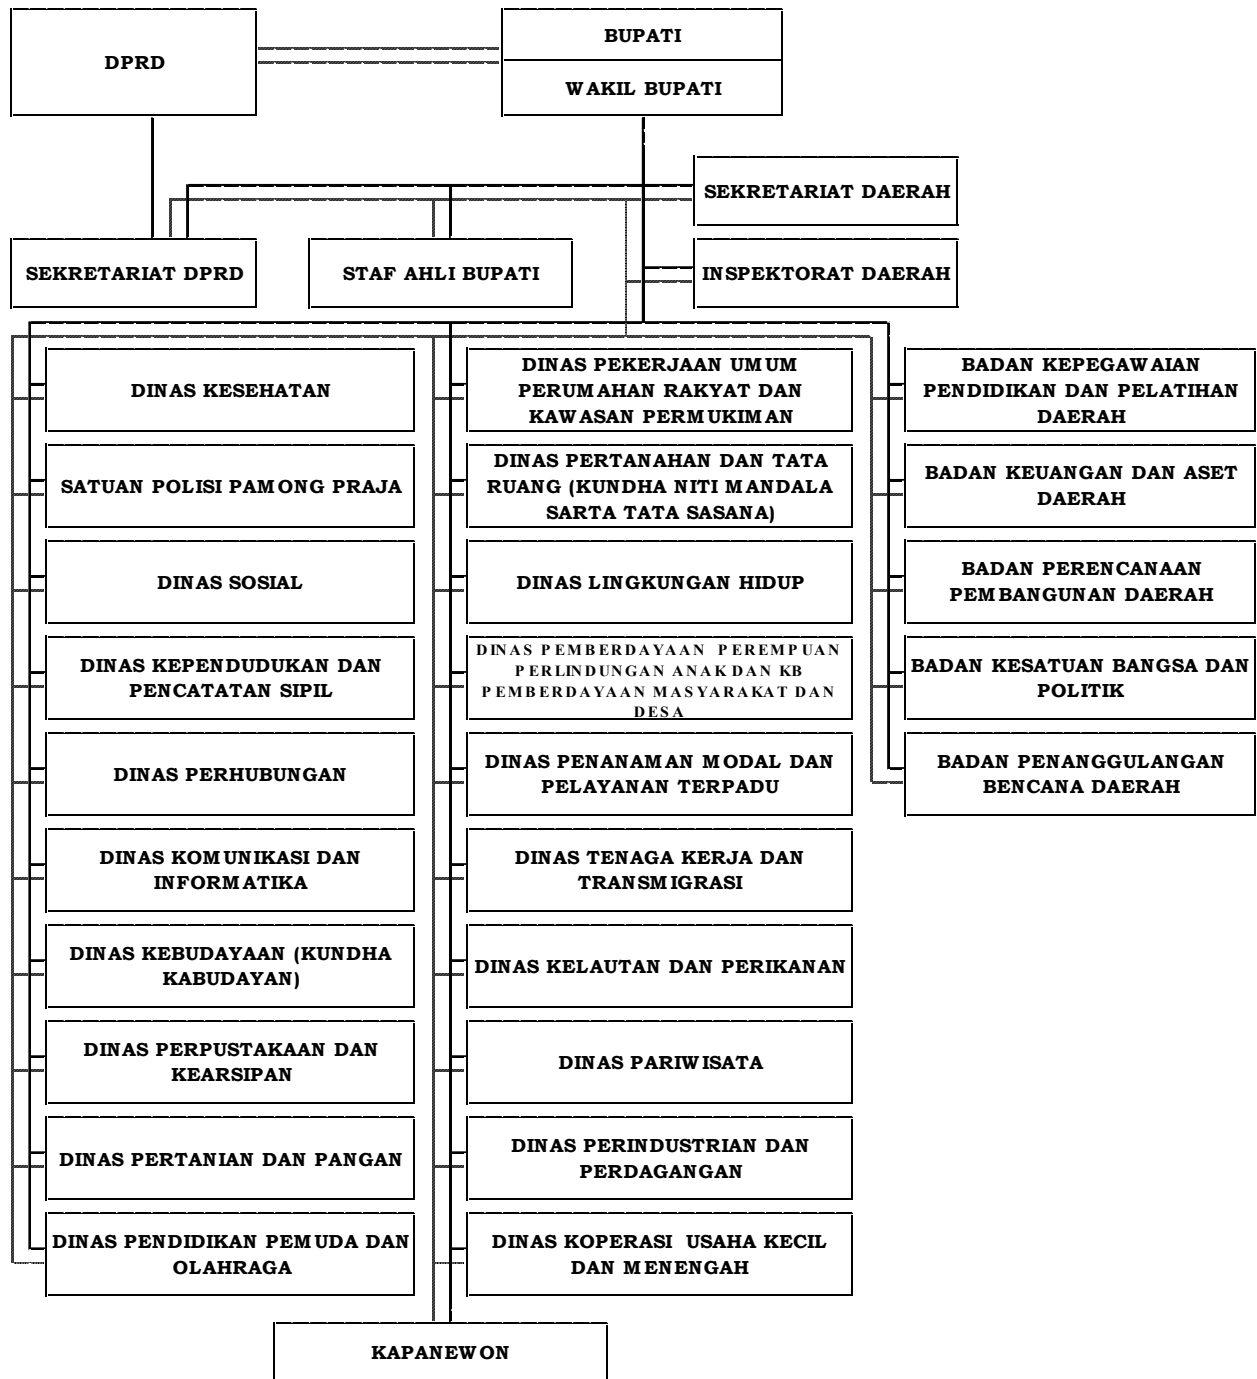 DPRD
BUPATI
WAKIL BUPATI
SEKRETARIAT DAERAH
SEKRETARIAT DPRD
STAF AHLI BUPATI
INSPEKTORAT DAERAH
DINAS KESEHATAN
DINAS PEKERJAAN UMUM
PERUMAHAN RAKYAT DAN
KAWASAN PERMUKIMAN
BADAN KEPEGAWAIAN
PENDIDIKAN DAN PELATIHAN
DAERAH
SATUAN POLISI PAMONG PRAJA
DINAS PERTANAHAN DAN TATA
RUANG (KUNDHA NITI MANDALA
SARTA TATA SASANA)
BADAN KEUANGAN DAN ASET
DAERAH
DINAS SOSIAL
DINAS LINGKUNGAN HIDUP
BADAN PERENCANAAN
PEMBANGUNAN DAERAH
DINAS KEPENDUDUKAN DAN
PENCATATAN SIPIL
DINAS PEMBERDAYAAN PEREMPUAN
PERLINDUNGAN ANAK DAN KB
PEMBERDAYAAN MASYARAKAT DAN
DESA
BADAN KESATUAN BANGSA DAN
POLITIK
DINAS PERHUBUNGAN
DINAS PENANAMAN MODAL DAN
PELAYANAN TERPADU
BADAN PENANGGULANGAN
BENCANA DAERAH
DINAS KOMUNIKASI DAN
INFORMATIKA
DINAS TENAGA KERJA DAN
TRANSMIGRASI
DINAS KEBUDAYAAN (KUNDHA
KABUDAYAN)
DINAS KELAUTAN DAN PERIKANAN
DINAS PERPUSTAKAAN DAN
KEARSIPAN
DINAS PARIWISATA
DINAS PERTANIAN DAN PANGAN
DINAS PERINDUSTRIAN DAN
PERDAGANGAN
DINAS PENDIDIKAN PEMUDA DAN
OLAHRAGA
DINAS KOPERASI USAHA KECIL
DAN MENENGAH
KAPANEWON